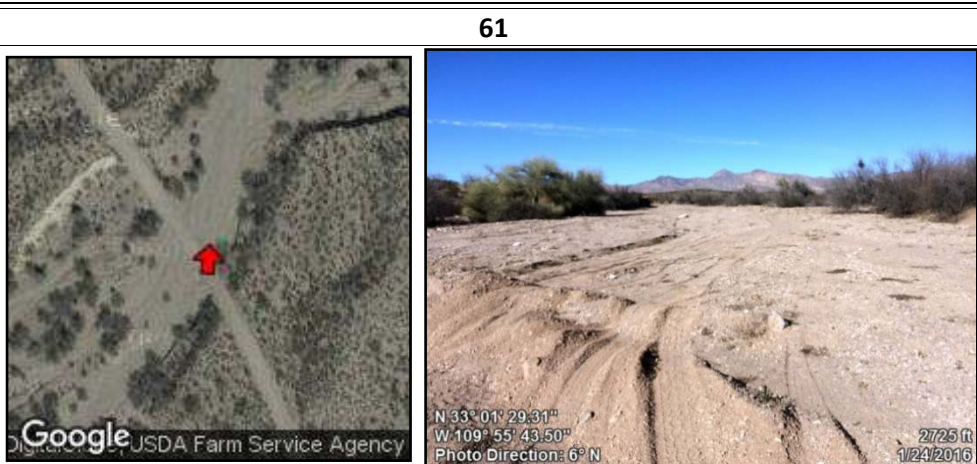 61
Google
USDA Farm Service Agency
N 33° 01' 29.31"
W 109° 55' 43.50"
Photo Direction: 6° N
2725 ft
1/24/2016